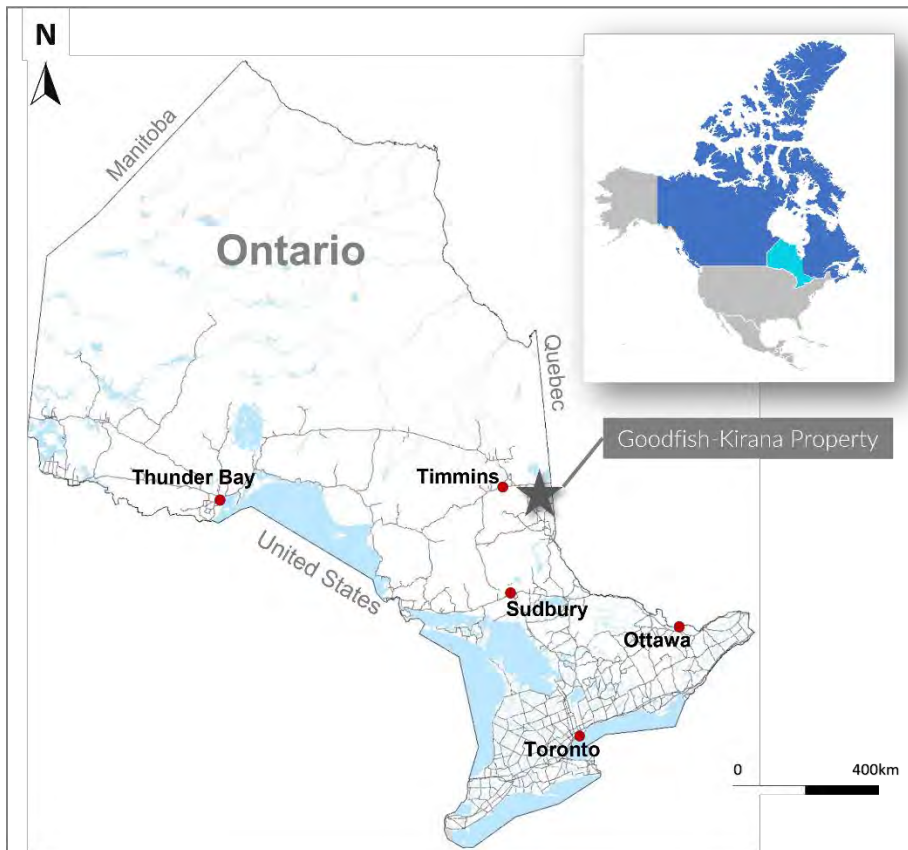 N
Manitoba
Ontario
Quebec
Goodfish-Kirana Property
Thunder Bay
Timmins
United States
Sudbury
Ottawa
Toronto
0 400km